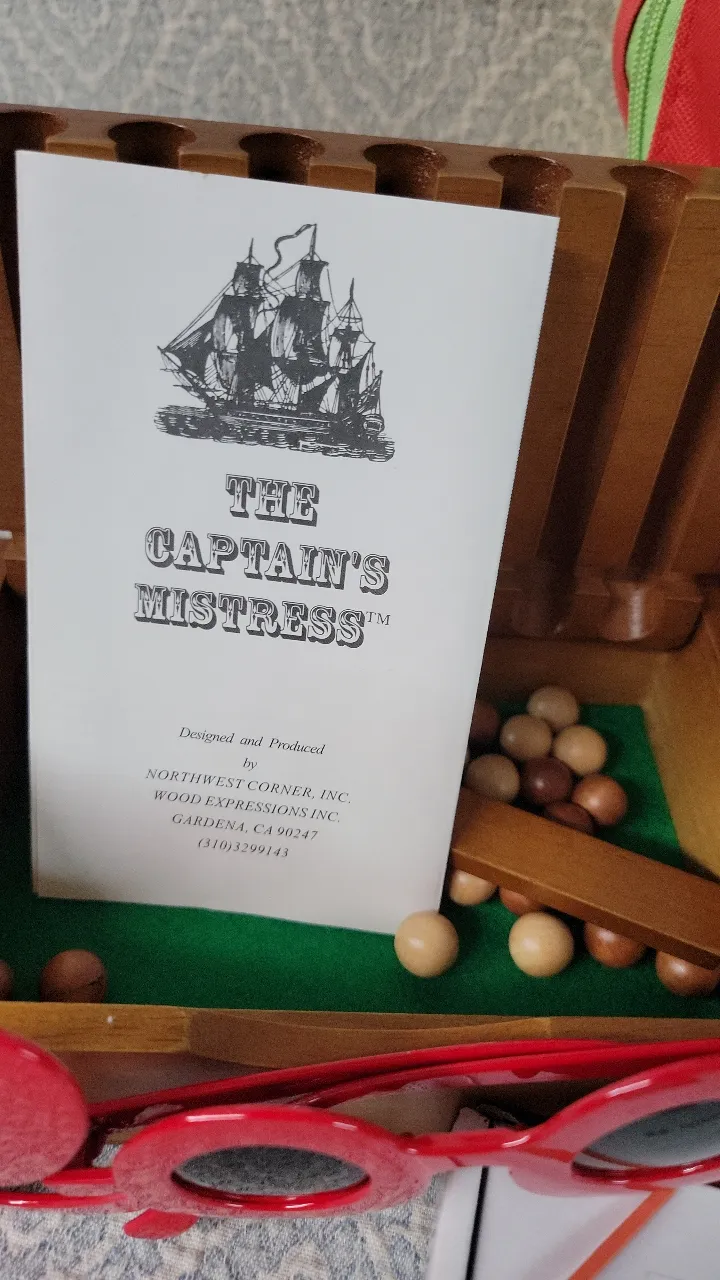 THE
CAPTAIN'S
MISTRESS™
Designed and Produced
by
NORTHWEST CORNER, INC.
WOOD EXPRESSIONS INC.
GARDENA, CA 90247
(310)3299143